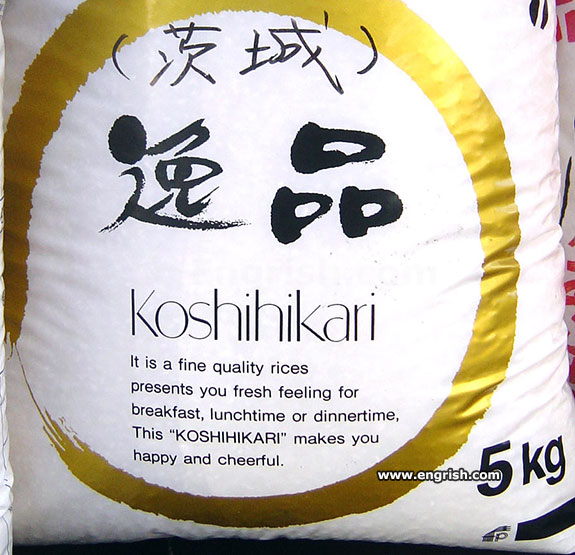 (茨城)
逸品
Koshihikari
It is a fine quality rices
presents you fresh feeling for
breakfast, lunchtime or dinnertime,
This "KOSHIHIKARI" makes you
happy and cheerful.
www.engrish.com
5kg